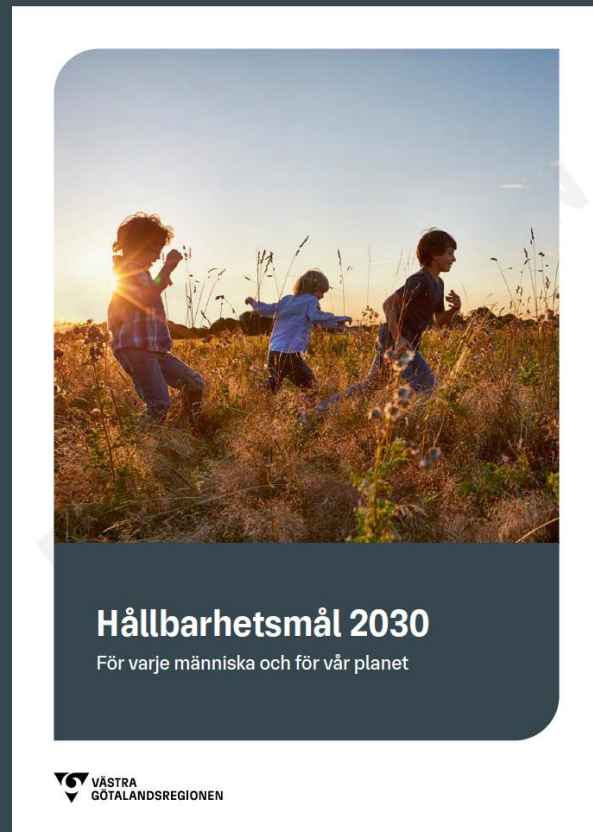 Hållbarhetsmål 2030
För varje människa och för vår planet
VÄSTRA
GÖTALANDSREGIONEN